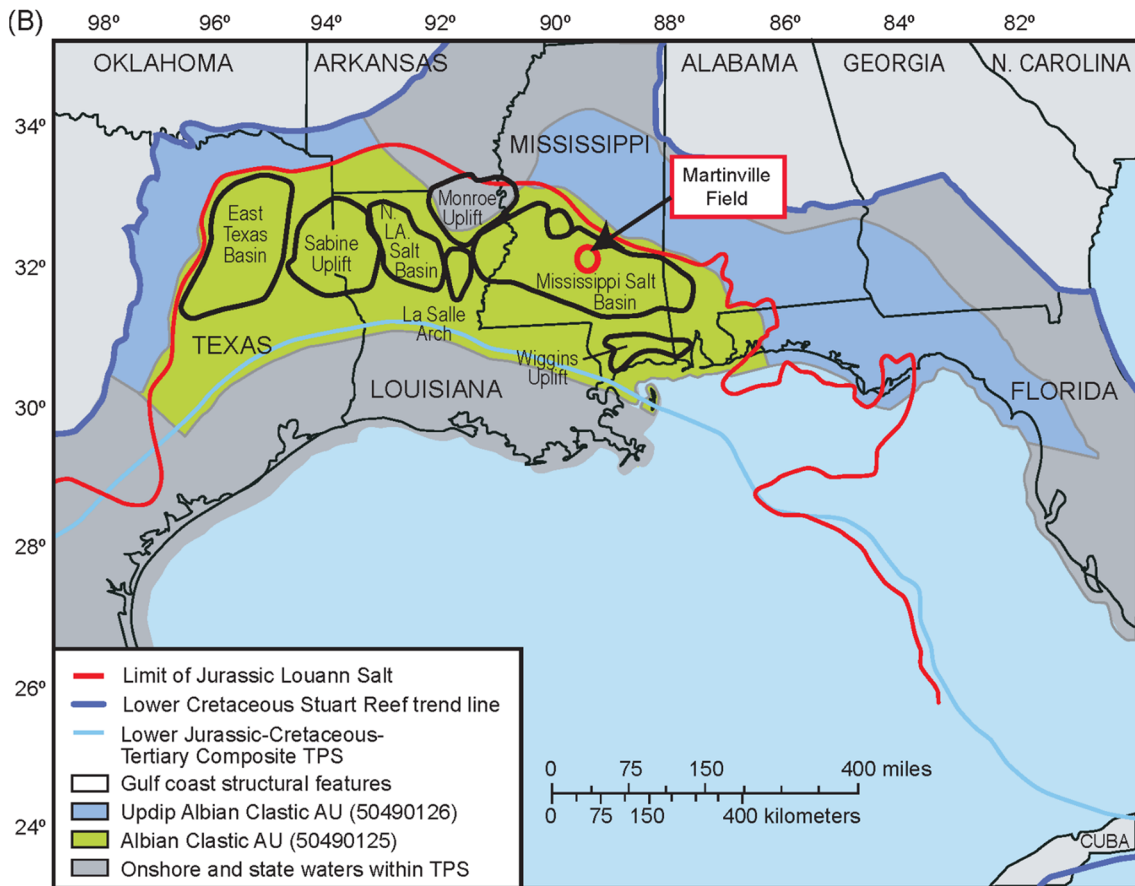 (B)
98º 96º 94º 92º 90º 88º 86º 84º 82º
OKLAHOMA
ARKANSAS
ALABAMA
GEORGIA
N. CAROLINA
34º
MISSISSIPPI
Martinville
Field
Monroe
Uplift
East
Texas
Basin
Sabine
Uplift
N.
LA.
Salt
Basin
32º
Mississippi Salt
Basin
La Salle
Arch
TEXAS
Wiggins
Uplift
LOUISIANA
FLORIDA
30º
28º
26º
24º
Limit of Jurassic Louann Salt
Lower Cretaceous Stuart Reef trend line
Lower Jurassic-Cretaceous-
Tertiary Composite TPS
Gulf coast structural features
Updip Albian Clastic AU (50490126)
Albian Clastic AU (50490125)
Onshore and state waters within TPS
0 75 150 400 miles
0 75 150 400 kilometers
CUBA